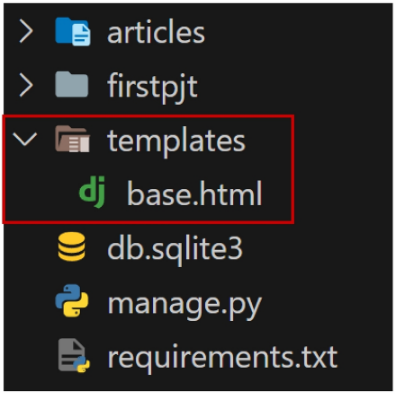 articles
firstpjt
templates
dj base.html
db.sqlite3
manage.py
requirements.txt